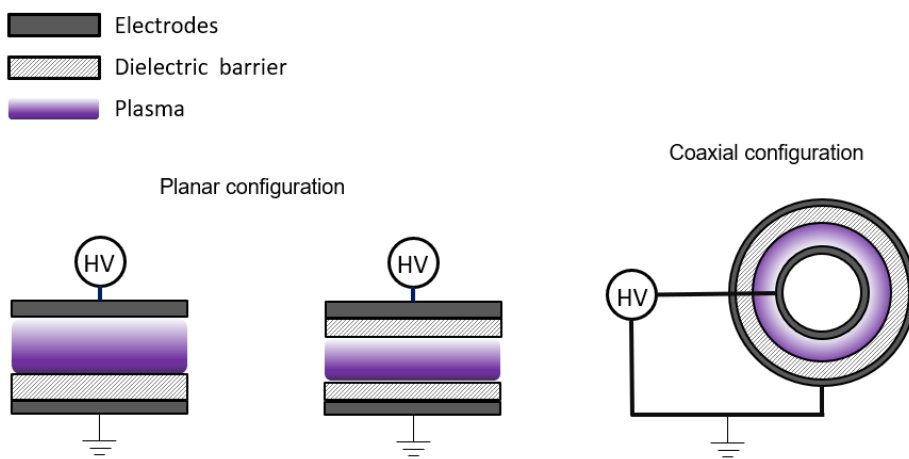 Electrodes
Dielectric barrier
Plasma
Coaxial configuration
Planar configuration
HV
HV
HV